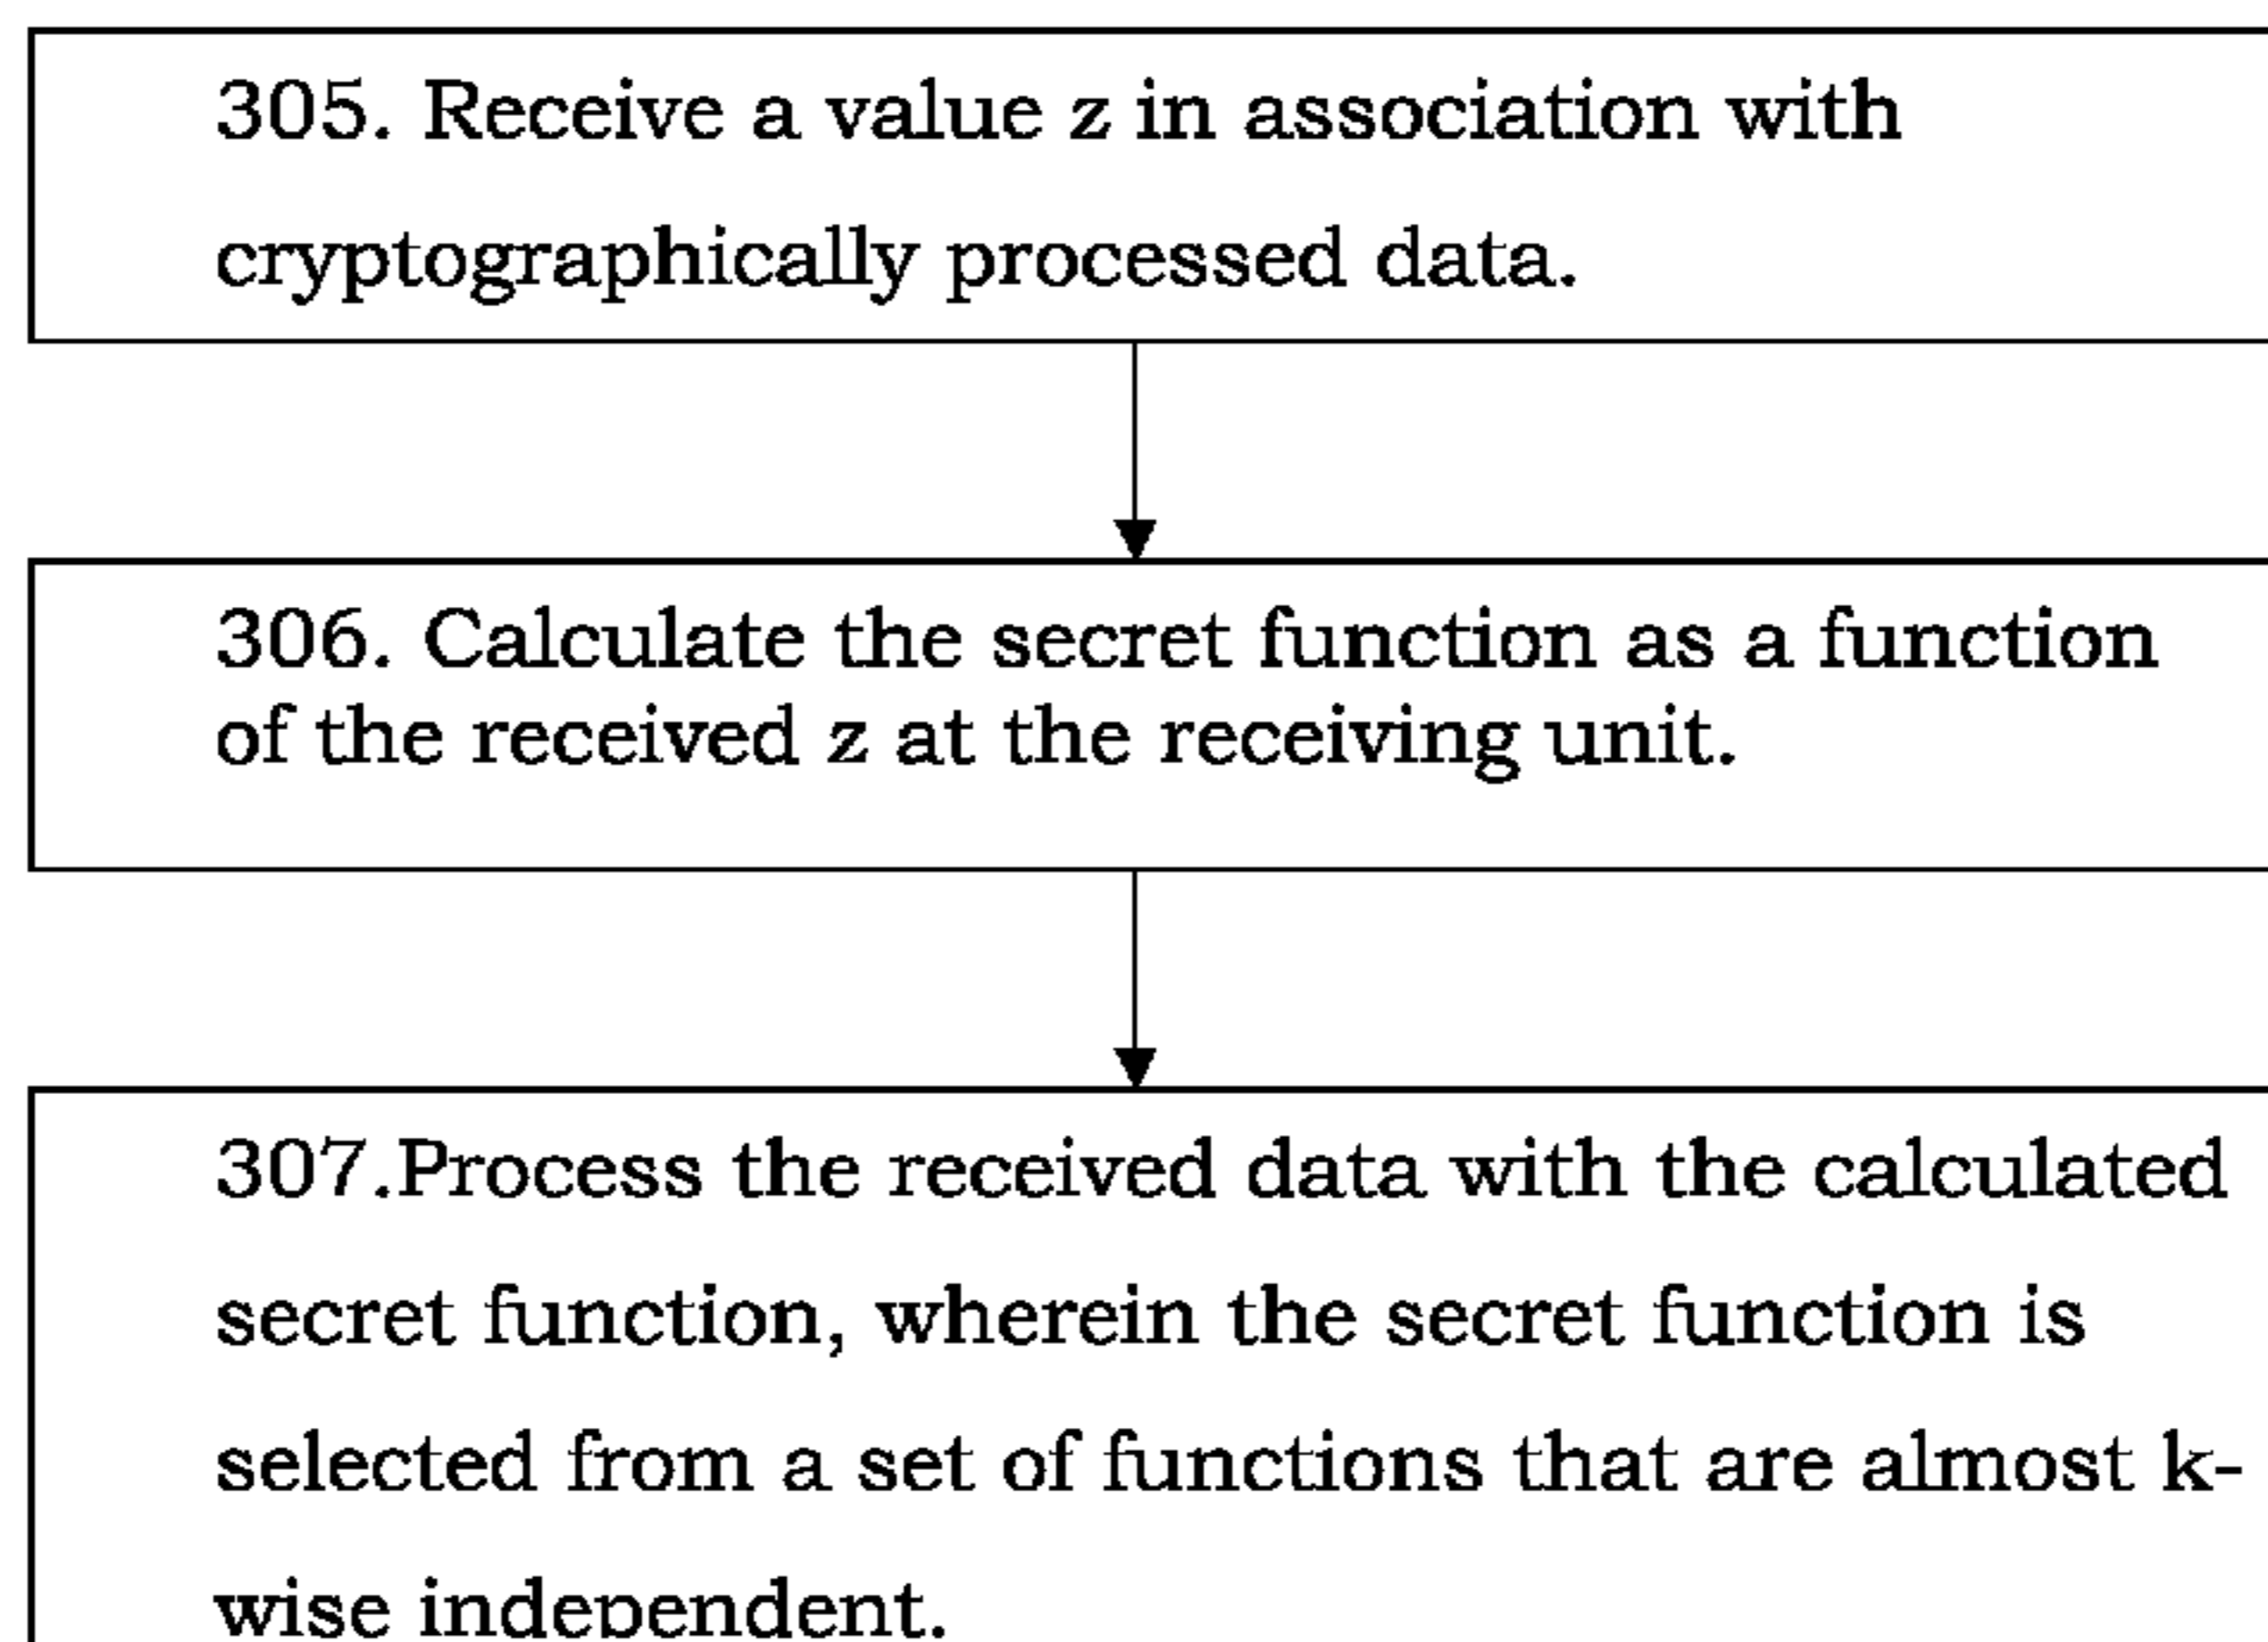 305. Receive a value z in association with
cryptographically processed data.
306. Calculate the secret function as a function
of the received z at the receiving unit.
307.Process the received data with the calculated
secret function, wherein the secret function is
selected from a set of functions that are almost k-
wise independent.